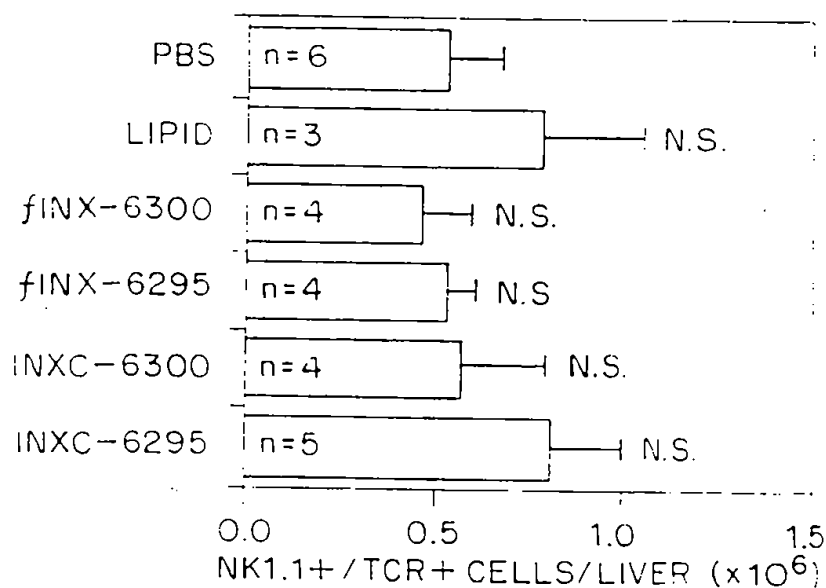 PBS n=6
LIPID n=3 N.S.
fINX-6300 n=4 N.S.
fINX-6295 n=4 N.S
INXC-6300 n=4 N.S.
INXC-6295 n=5 N.S.
0.0 0.5 1.0 1.5
NK1.1+/TCR+ CELLS/LIVER (x10⁶)